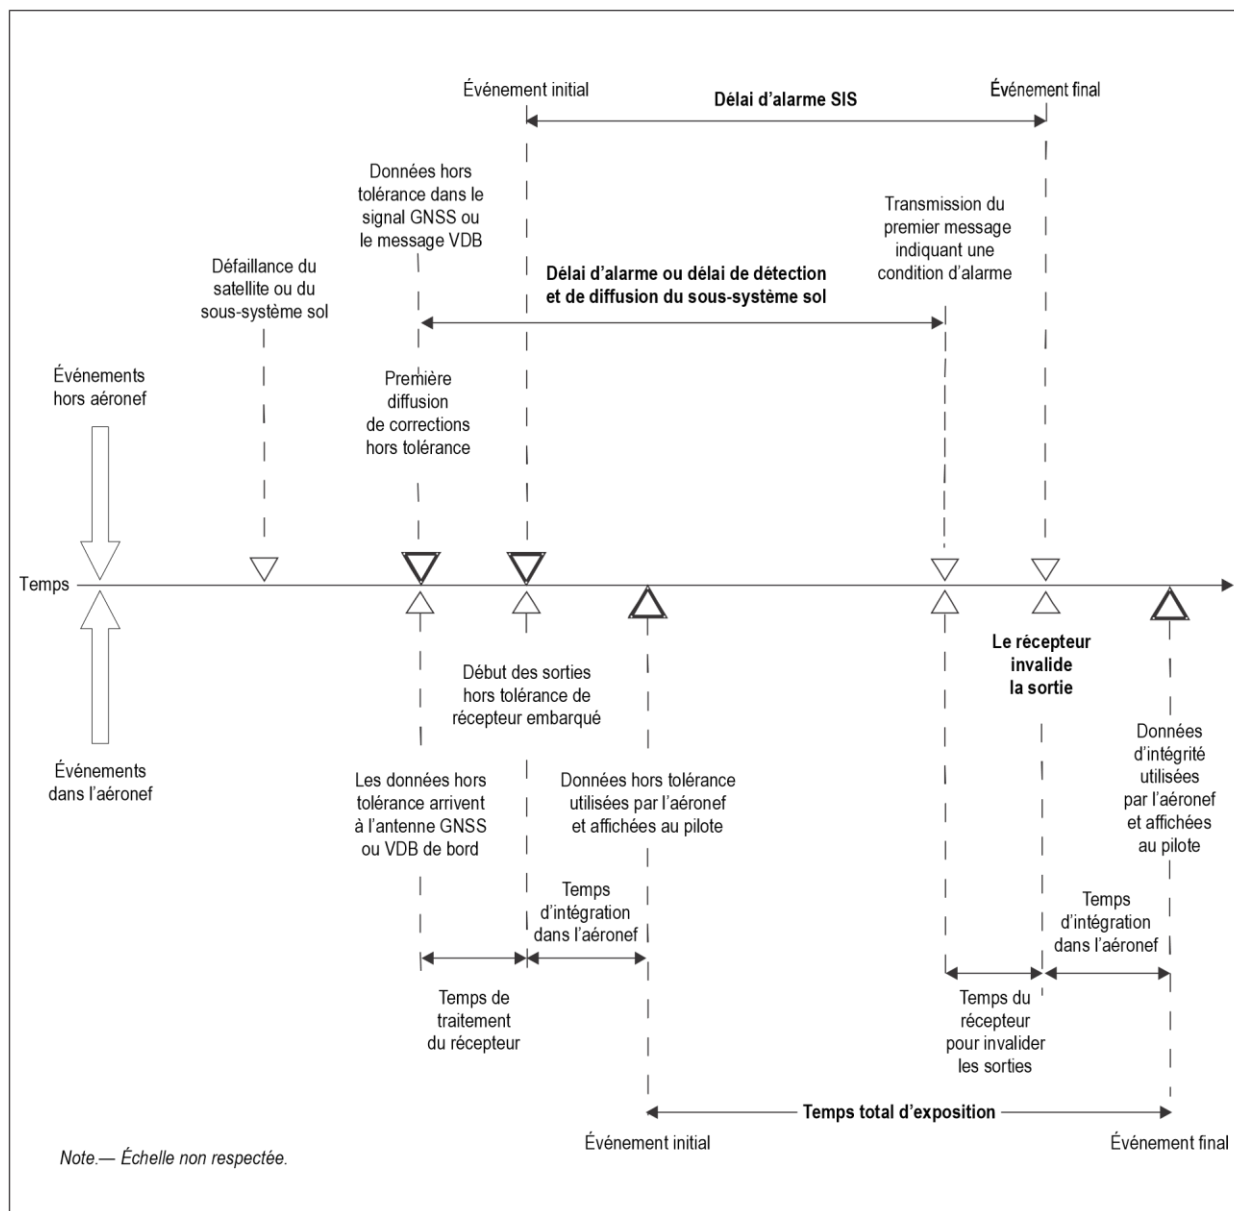 Événement initial
Délai d'alarme SIS
Événement final
Données hors
tolérance dans le
signal GNSS ou
le message VDB
Transmission du
premier message
indiquant une
condition d'alarme
Défaillance du
satellite ou du
sous-système sol
Délai d'alarme ou délai de détection
et de diffusion du sous-système sol
Événements
hors aéronef
Première
diffusion
de corrections
hors tolérance
Temps
Événements
dans l'aéronef
Début des sorties
hors tolérance de
récepteur embarqué
Le récepteur
invalide
la sortie
Les données hors
tolérance arrivent
à l'antenne GNSS
ou VDB de bord
Données hors tolérance
utilisées par l'aéronef
et affichées au pilote
Données
d'intégrité
utilisées
par l'aéronef
et affichées
au pilote
Temps
d'intégration
dans l'aéronef
Temps
d'intégration
dans l'aéronef
Temps de
traitement
du récepteur
Temps du
récepteur
pour invalider
les sorties
Temps total d'exposition
Événement initial
Événement final
Note.— Échelle non respectée.